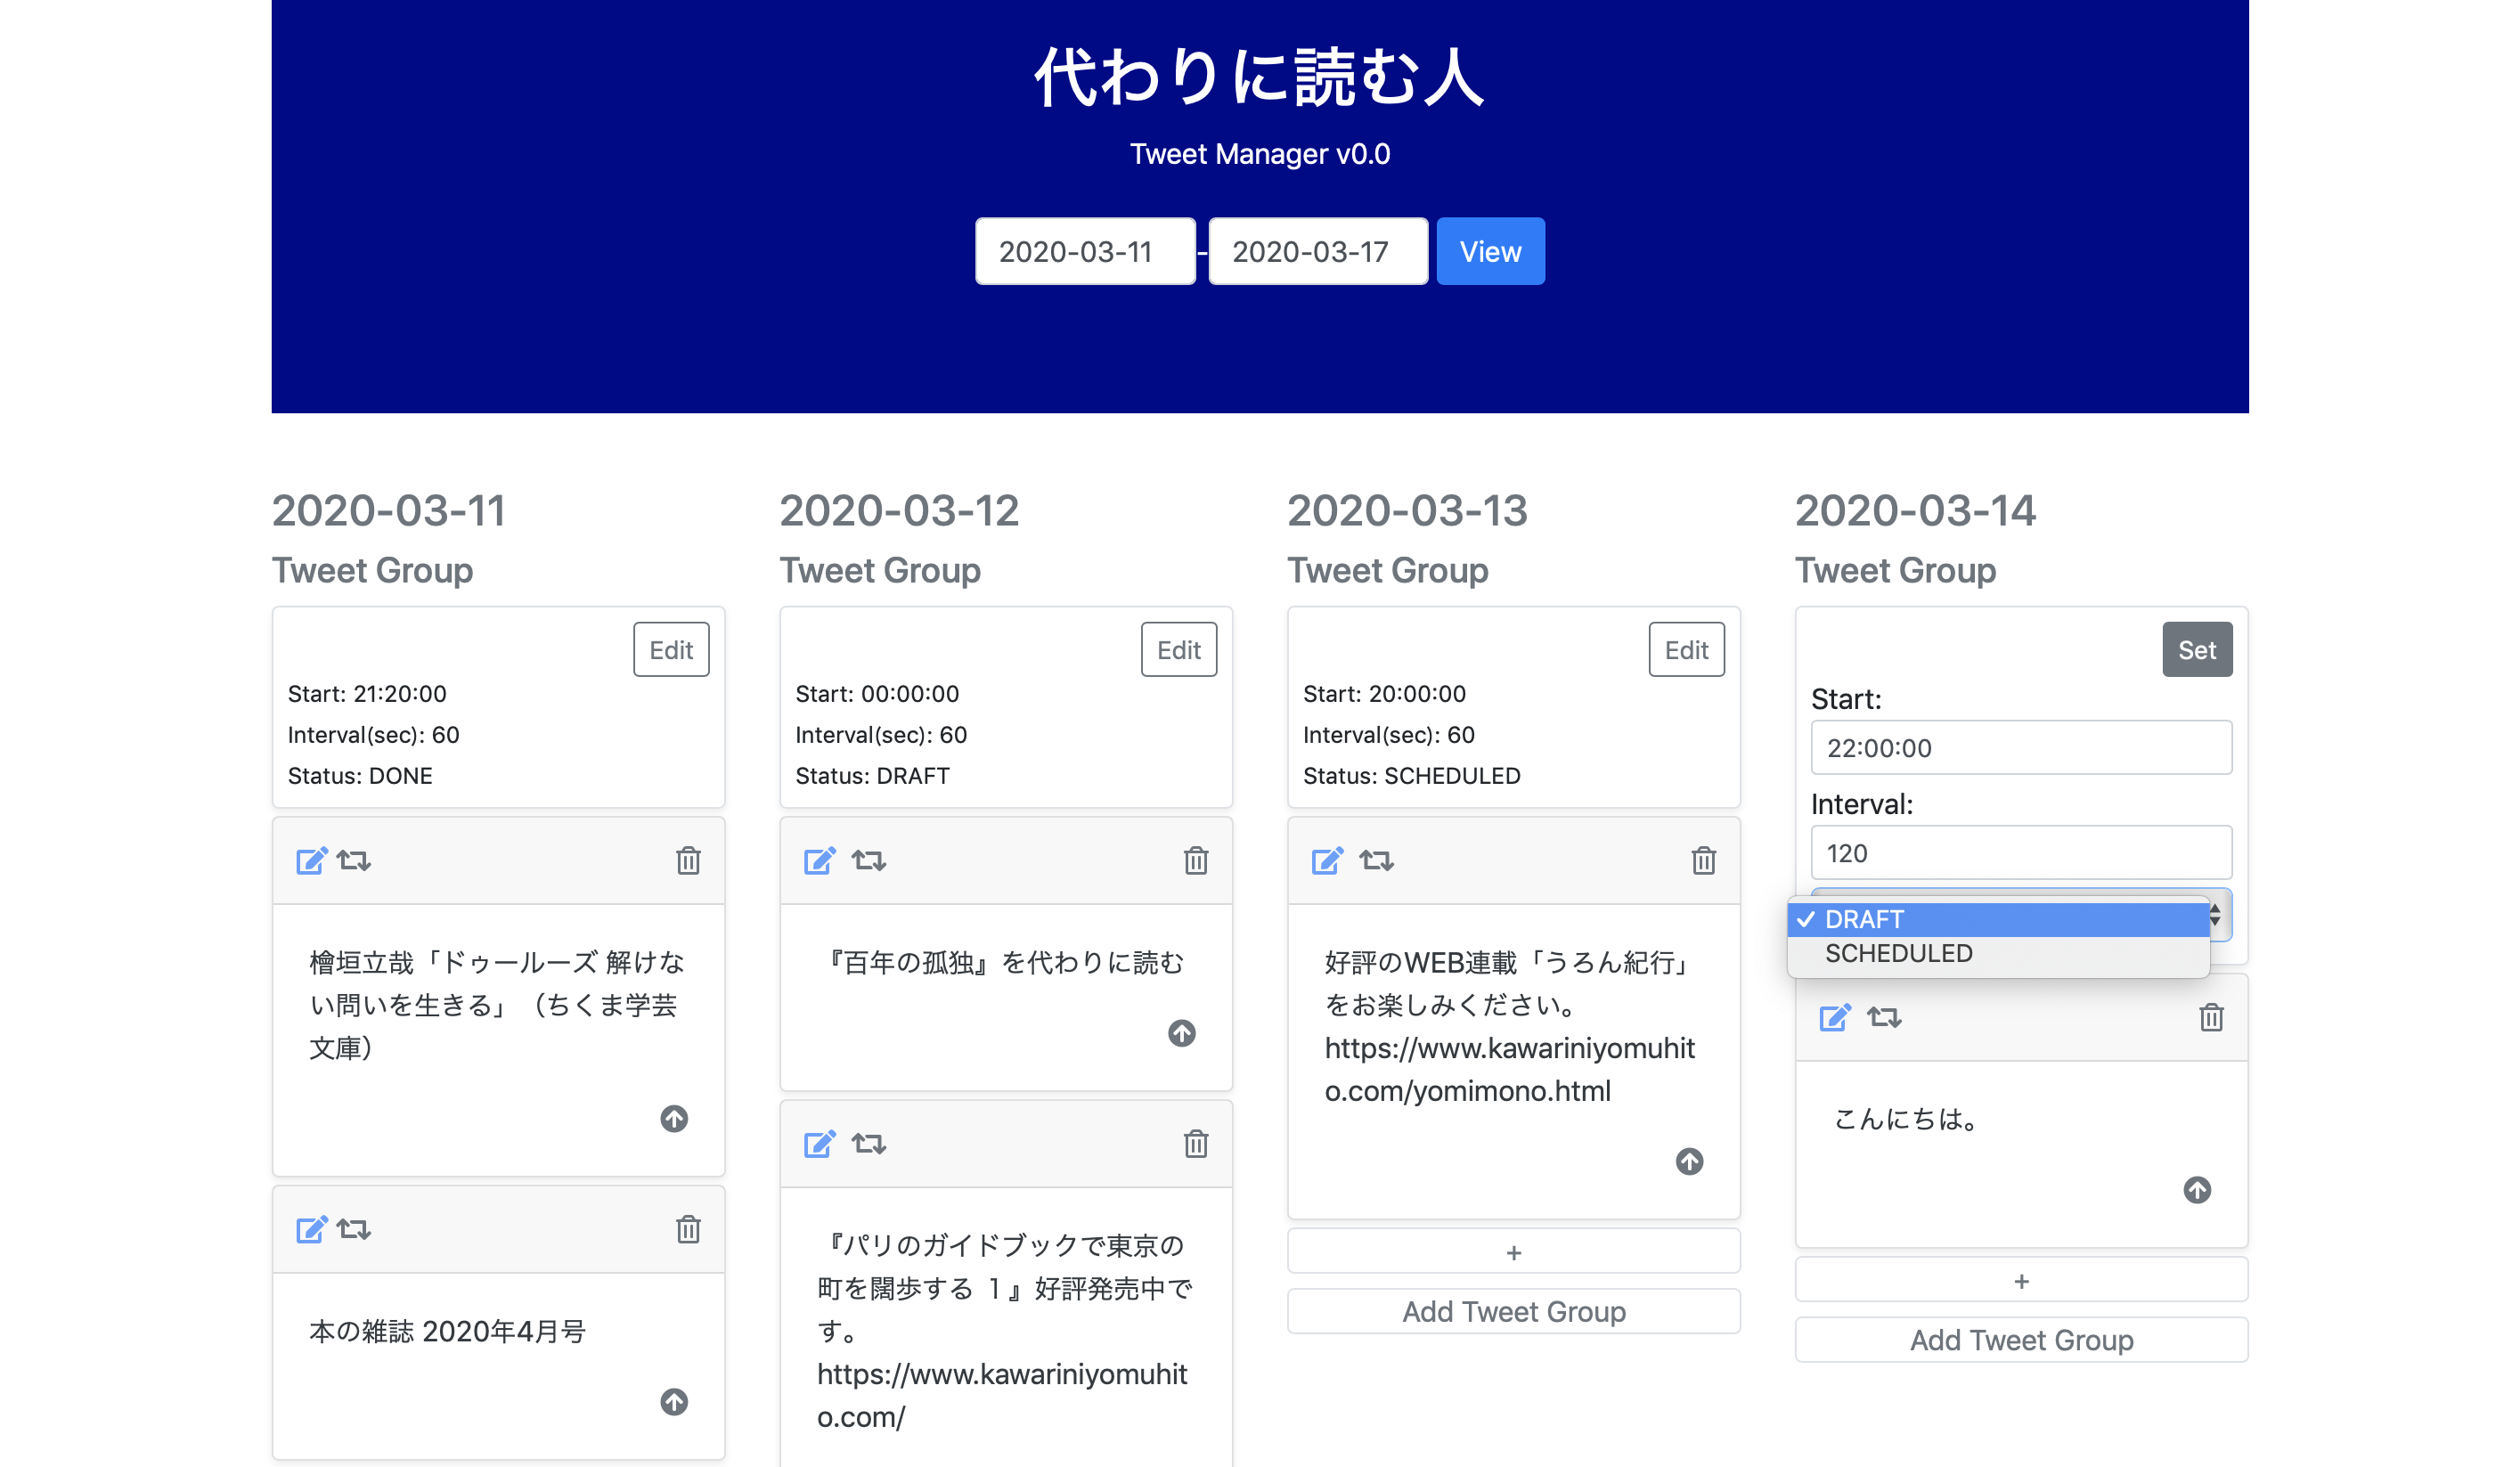 代わりに読む人
Tweet Manager v0.0
2020-03-11 - 2020-03-17 View
2020-03-11
Tweet Group
Edit
Start: 21:20:00
Interval(sec): 60
Status: DONE
檜垣立哉「ドゥールーズ 解けな
い問いを生きる」（ちくま学芸
文庫）
本の雑誌 2020年4月号
2020-03-12
Tweet Group
Edit
Start: 00:00:00
Interval(sec): 60
Status: DRAFT
『百年の孤独』を代わりに読む
『パリのガイドブックで東京の
町を闊歩する １』好評発売中で
す。
https://www.kawariniyomuhit
o.com/
2020-03-13
Tweet Group
Edit
Start: 20:00:00
Interval(sec): 60
Status: SCHEDULED
好評のWEB連載「うろん紀行」
をお楽しみください。
https://www.kawariniyomuhit
o.com/yomimono.html
+
Add Tweet Group
2020-03-14
Tweet Group
Set
Start:
22:00:00
Interval:
120
✓ DRAFT
SCHEDULED
こんにちは。
+
Add Tweet Group